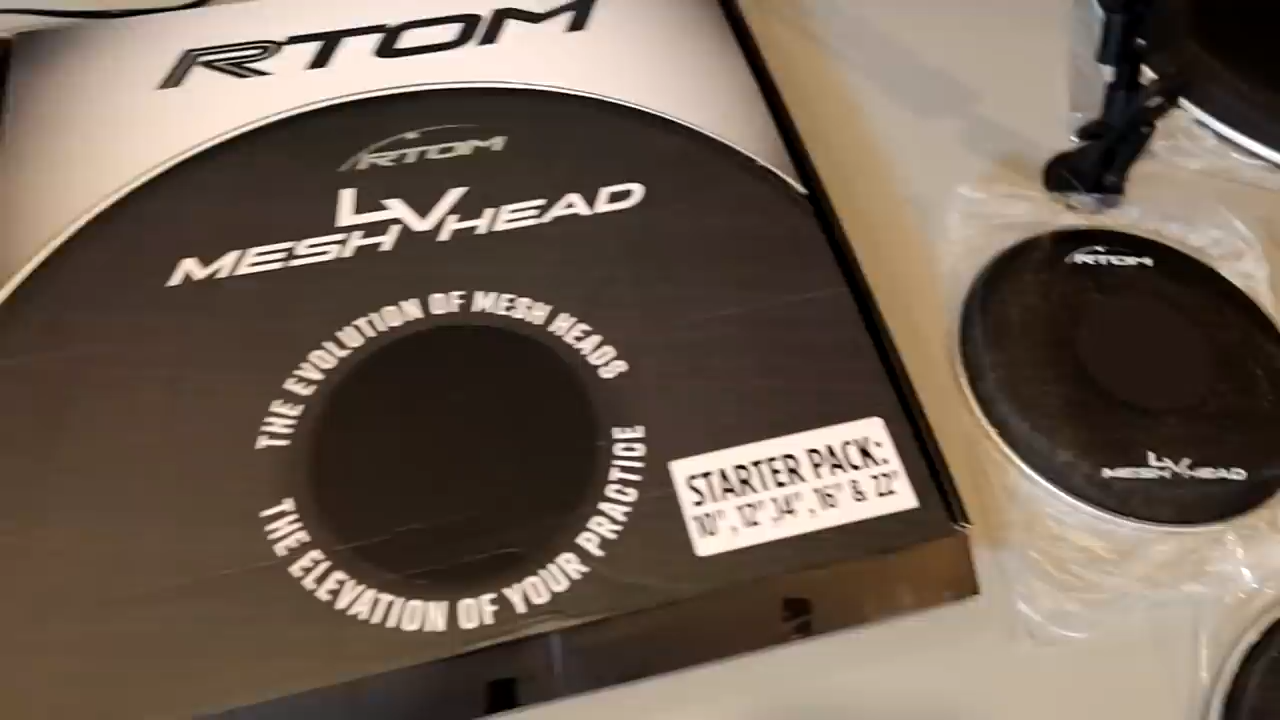 RTOM
RTOM
LV
MESH HEAD
THE EVOLUTION OF MESH HEADS
THE ELEVATION OF YOUR PRACTICE
STARTER PACK:
10", 12", 14", 16" & 22"
RTOM
LV
MESH HEAD